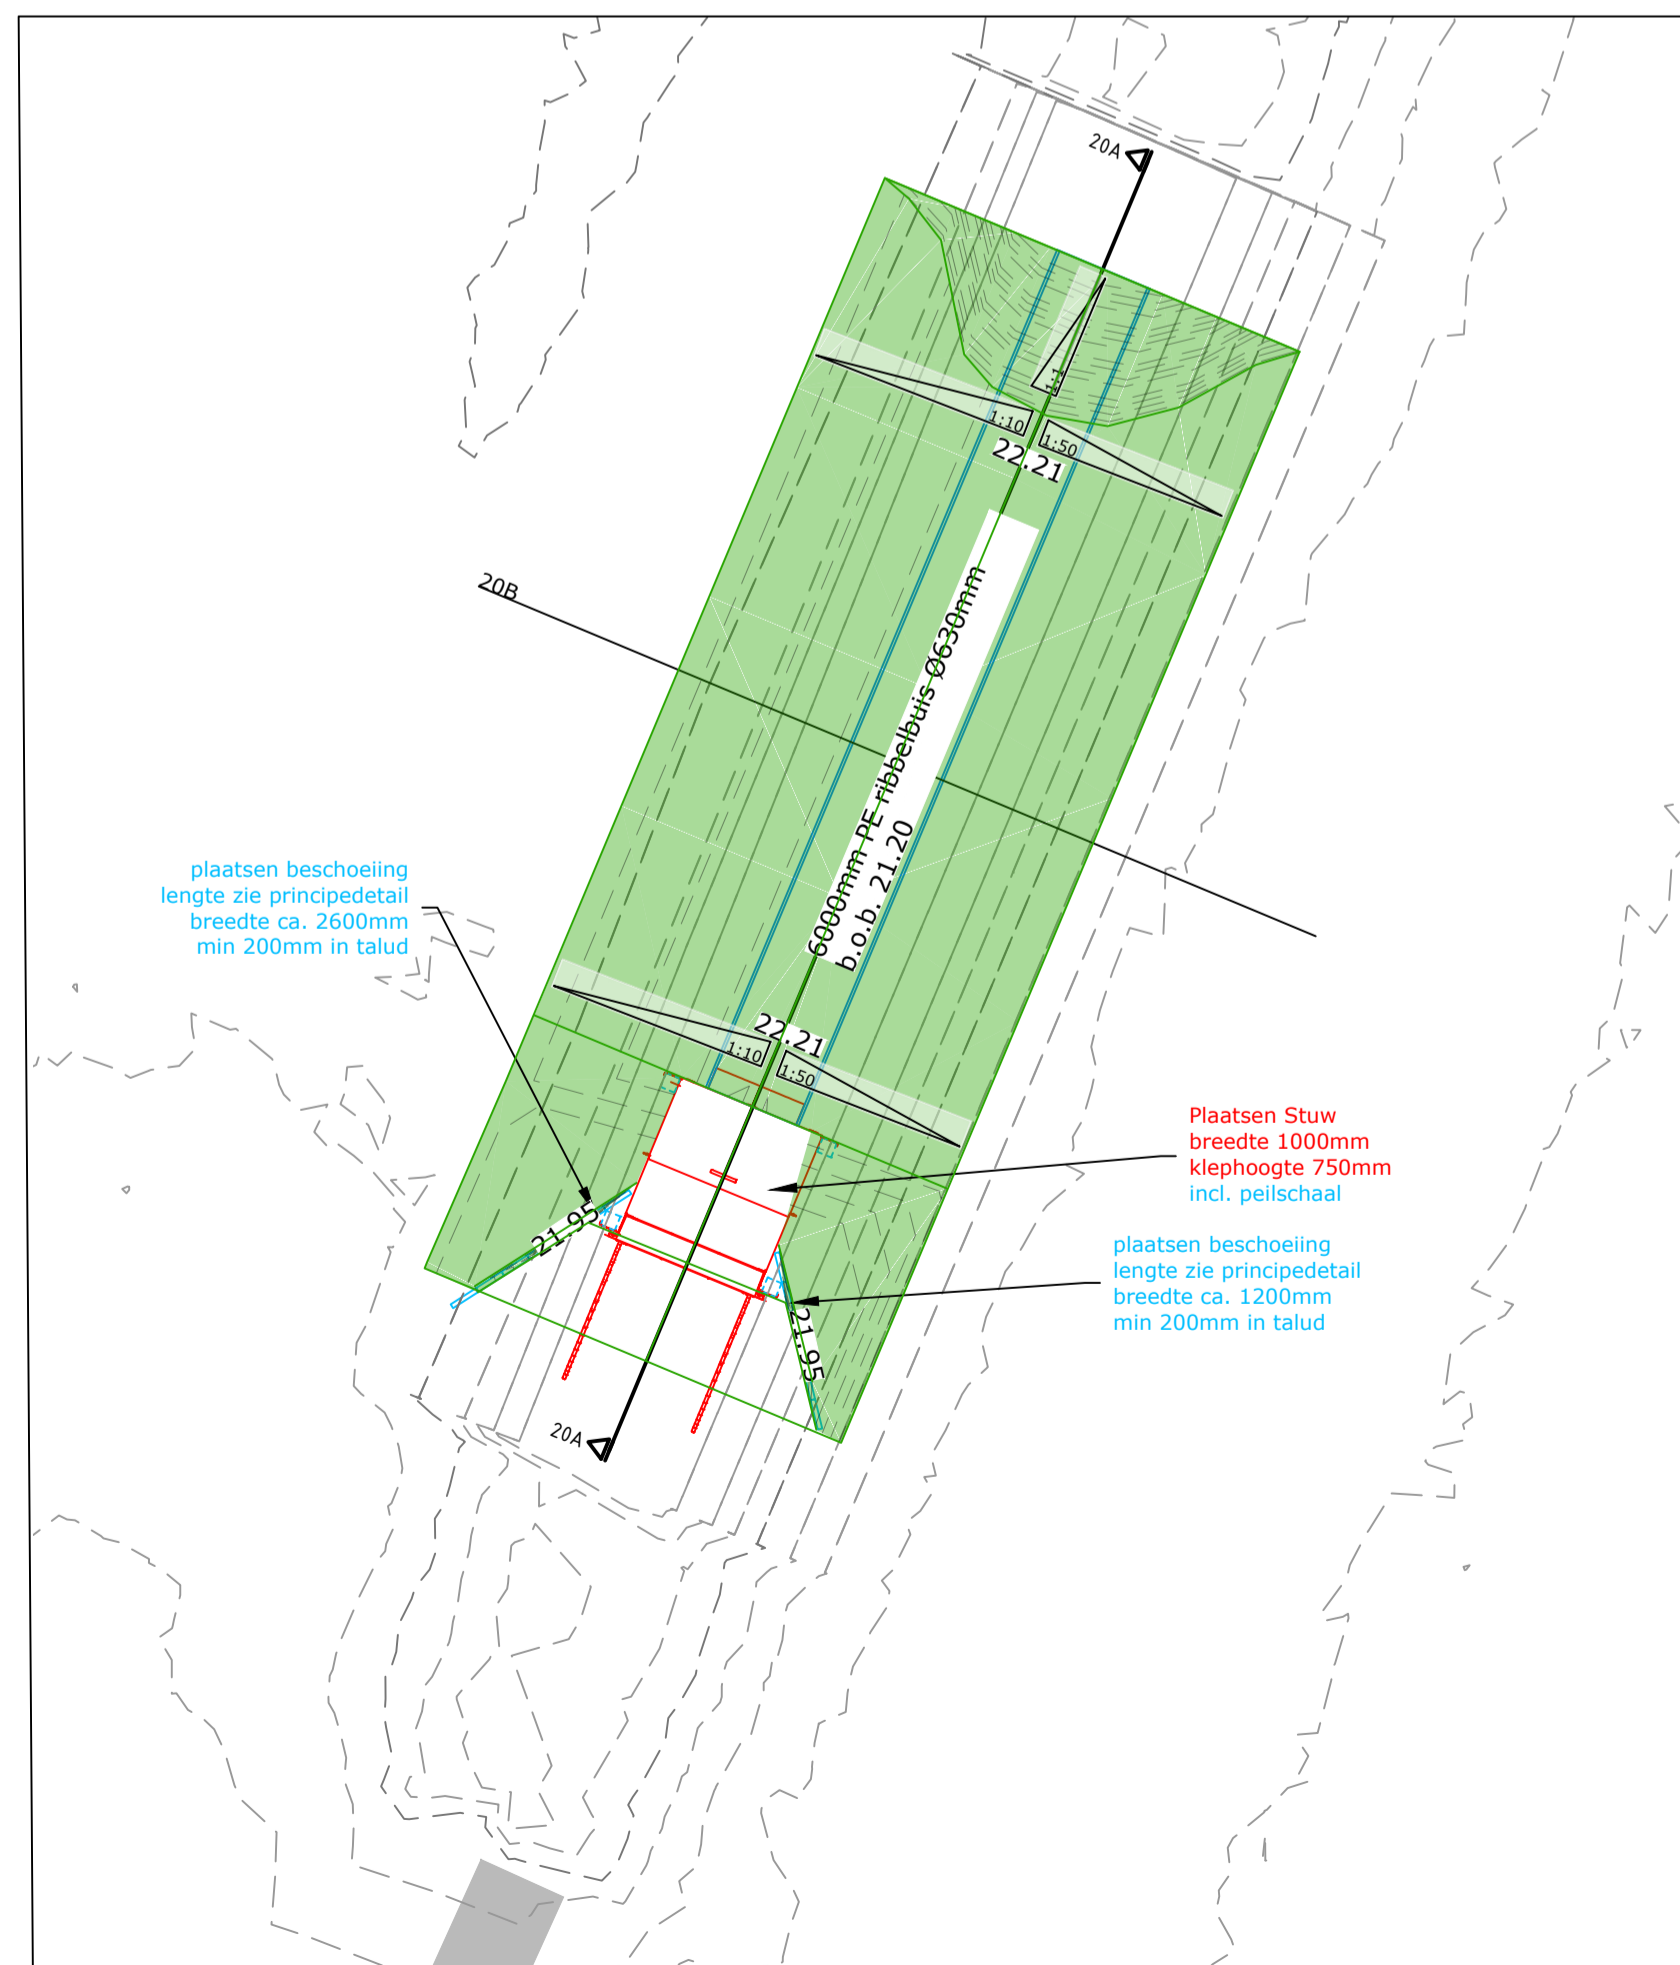 20A
1:1
1:10
1:50
22.21
20B
6000mm PE ribbelbuis Ø630mm
b.o.b. 21.20
plaatsen beschoeiing
lengte zie principedetail
breedte ca. 2600mm
min 200mm in talud
22.21
1:10
1:50
Plaatsen Stuw
breedte 1000mm
klephoogte 750mm
incl. peilschaal
21.95
plaatsen beschoeiing
lengte zie principedetail
breedte ca. 1200mm
min 200mm in talud
21.95
20A